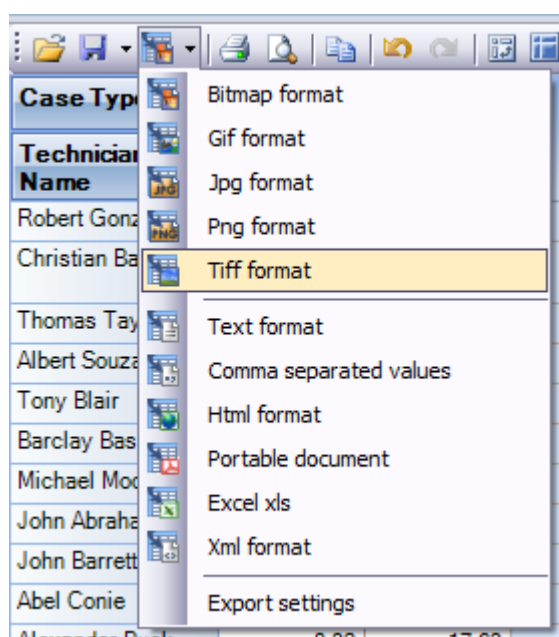 Case Typ
Technician
Name
Robert Gonz
Christian Ba
Thomas Tay
Albert Souza
Tony Blair
Barclay Bas
Michael Moo
John Abraha
John Barrett
Abel Conie
Bitmap format
Gif format
Jpg format
Png format
Tiff format
Text format
Comma separated values
Html format
Portable document
Excel xls
Xml format
Export settings